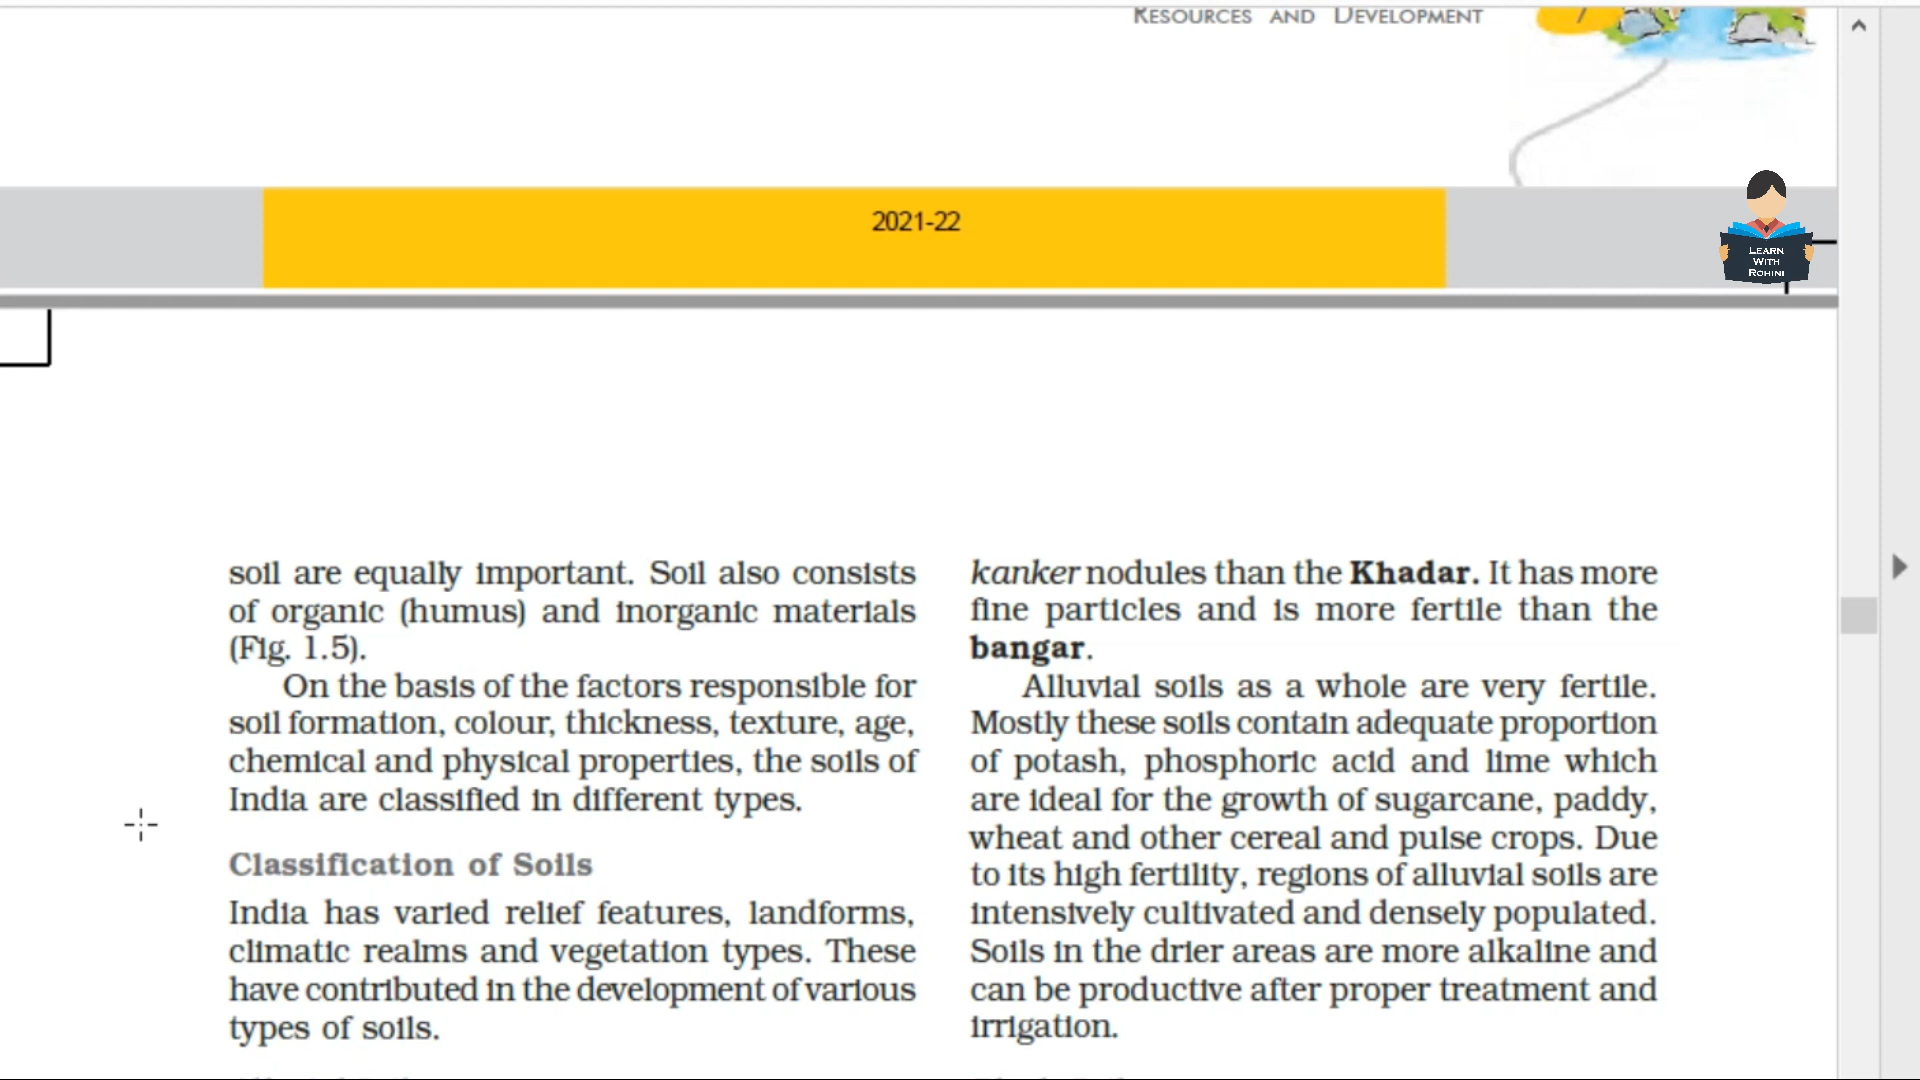 RESOURCES AND DEVELOPMENT
7
2021-22
LEARN
WITH
ROHINI
soil are equally important. Soil also consists
of organic (humus) and inorganic materials
(Fig. 1.5).
On the basis of the factors responsible for
soil formation, colour, thickness, texture, age,
chemical and physical properties, the soils of
India are classified in different types.
Classification of Soils
India has varied relief features, landforms,
climatic realms and vegetation types. These
have contributed in the development of various
types of soils.
kanker nodules than the Khadar. It has more
fine particles and is more fertile than the
bangar.
Alluvial soils as a whole are very fertile.
Mostly these soils contain adequate proportion
of potash, phosphoric acid and lime which
are ideal for the growth of sugarcane, paddy,
wheat and other cereal and pulse crops. Due
to its high fertility, regions of alluvial soils are
intensively cultivated and densely populated.
Soils in the drier areas are more alkaline and
can be productive after proper treatment and
irrigation.